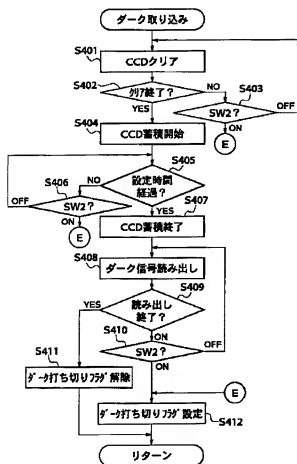 ダーク取り込み
S401
CCDクリア
S402
クリア終了?
NO
S403
YES
SW2?
OFF
ON
E
S404
CCD蓄積開始
S405
設定時間
経過?
NO
S406
SW2?
OFF
ON
E
YES
S407
CCD蓄積終了
S408
ダーク信号読み出し
S409
読み出し
終了?
YES
ON
S410
SW2?
OFF
ON
S411
ダーク打ち切りフラグ解除
E
ダーク打ち切りフラグ設定
S412
リターン